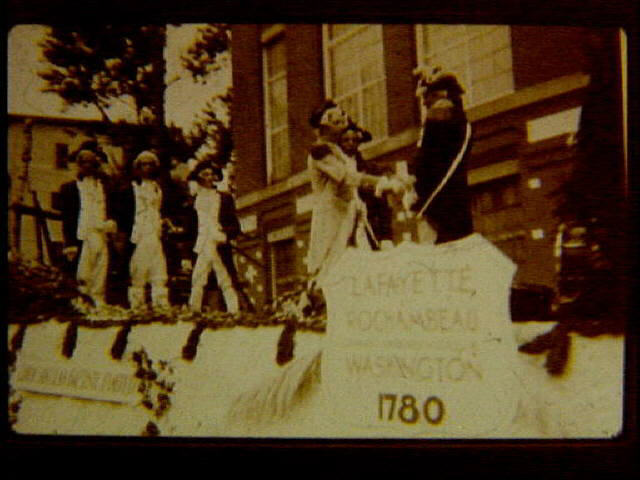 LAFAYETTE,
ROCHAMBEAU
WASHINGTON
1780